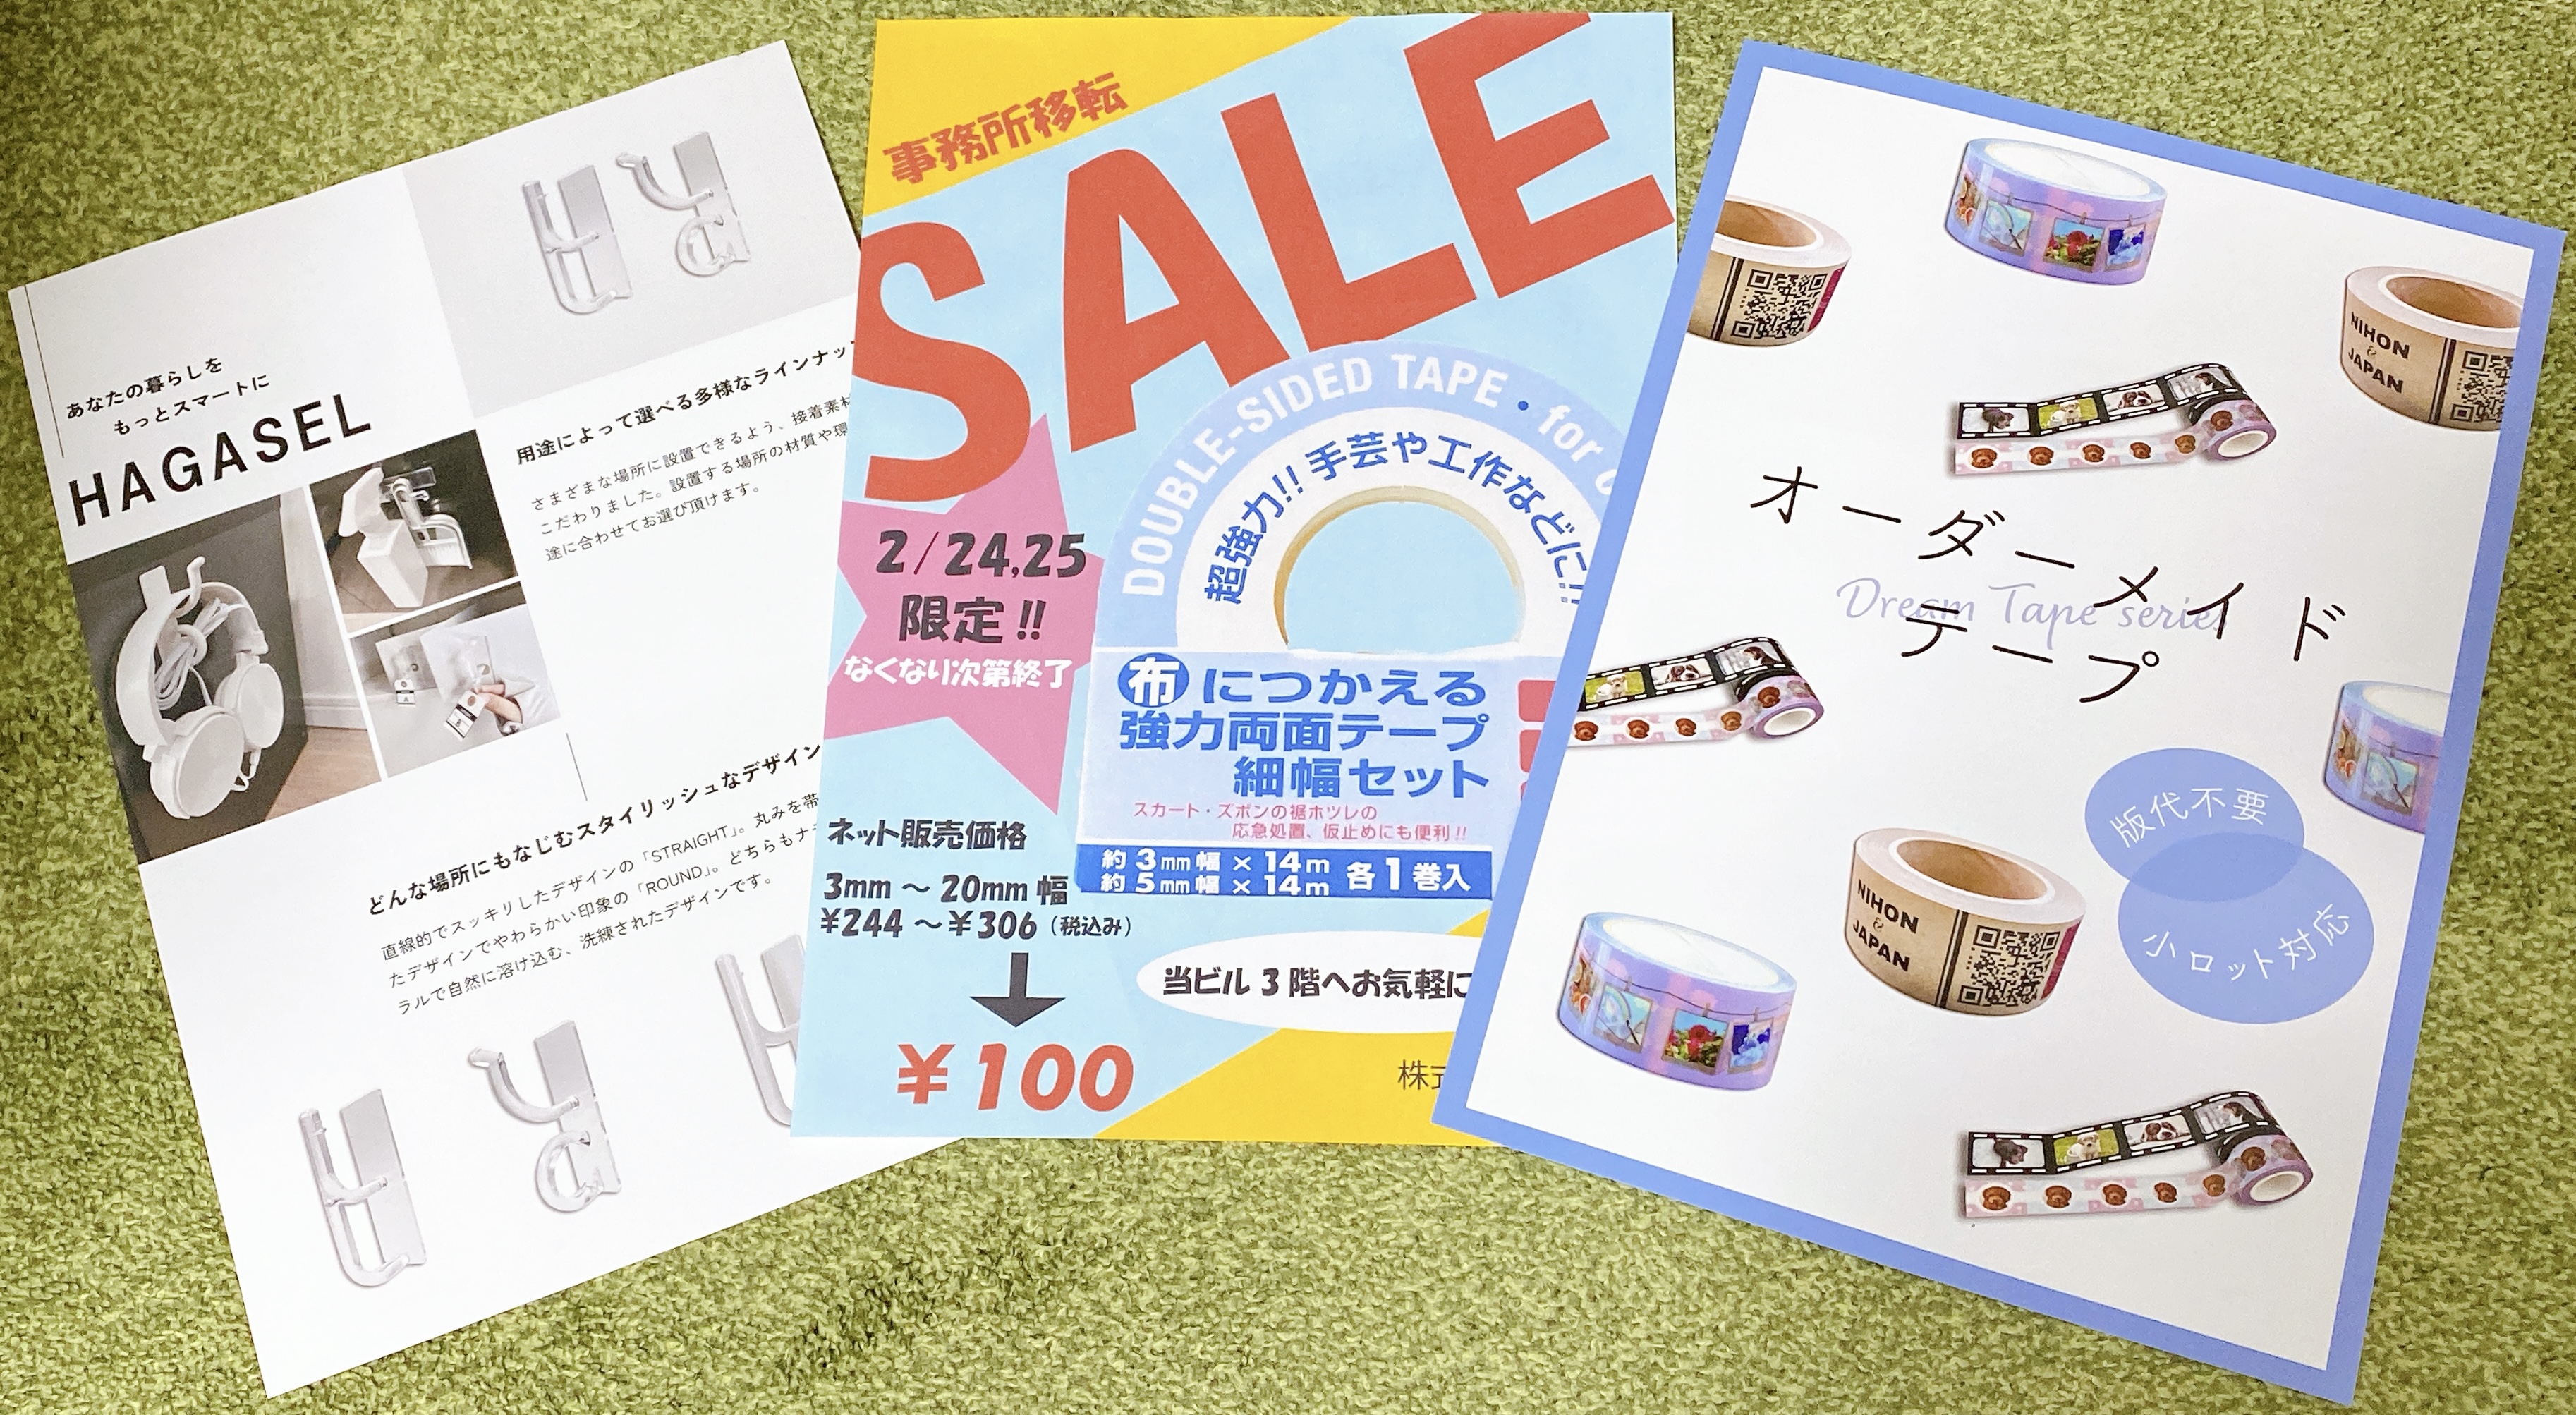 あなたの暮らしを
もっとスマートに
HAGASEL
用途によって選べる多様なラインナッ
さまざまな場所に設置できるよう、接着素材
こだわりました。設置する場所の材質や環
途に合わせてお選び頂けます。
どんな場所にもなじむスタイリッシュなデザイン
直線的でスッキリしたデザインの「STRAIGHT」。丸みを帯
たデザインでやわらかい印象の「ROUND」。どちらもナチ
ラルで自然に溶け込む、洗練されたデザインです。
事務所移転
SALE
DOUBLE-SIDED TAPE・for
超強力!! 手芸や工作などに!!
2/24,25
限定!!
なくなり次第終了
布につかえる
強力両面テープ
細幅セット
スカート・ズボンの裾ホツレの
応急処置、仮止めにも便利!!
約3mm幅×14m
約5mm幅×14m
各1巻入
ネット販売価格
3mm～20mm幅
¥244～¥306（税込み）
¥100
当ビル3階へお気軽に
株式
NIHON
&
JAPAN
オーダーメイド
Dream Tape serie
テープ
版代不要
小ロット対応
NIHON
&
JAPAN